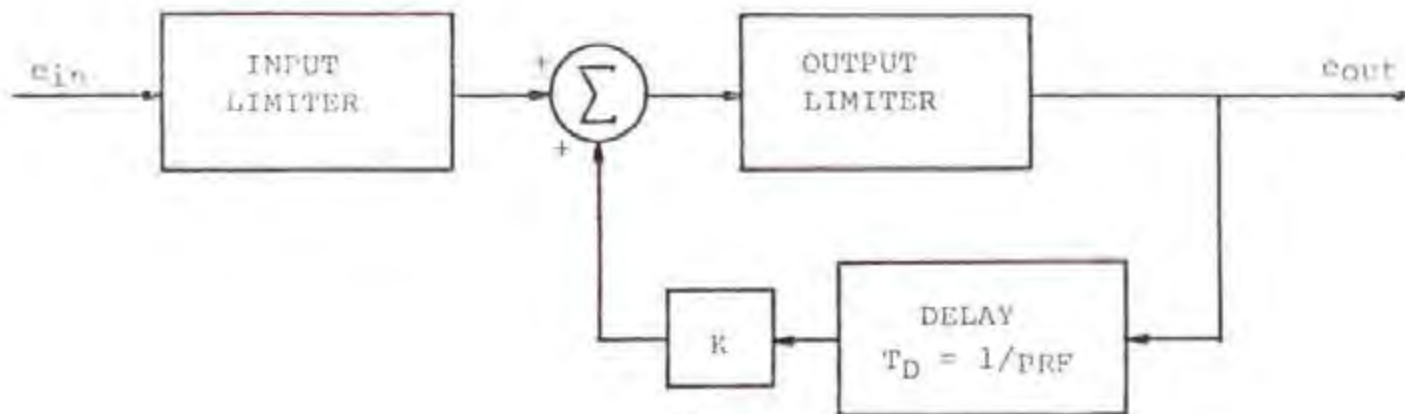 e_in
INPUT
LIMITER
+
Σ
+
OUTPUT
LIMITER
e_out
K
DELAY
T_D = 1/PRF